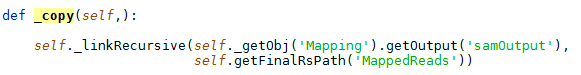 def _copy(self,):
self._linkRecursive(self._getObj('Mapping').getOutput('samOutput'),
self.getFinalRsPath('MappedReads'))